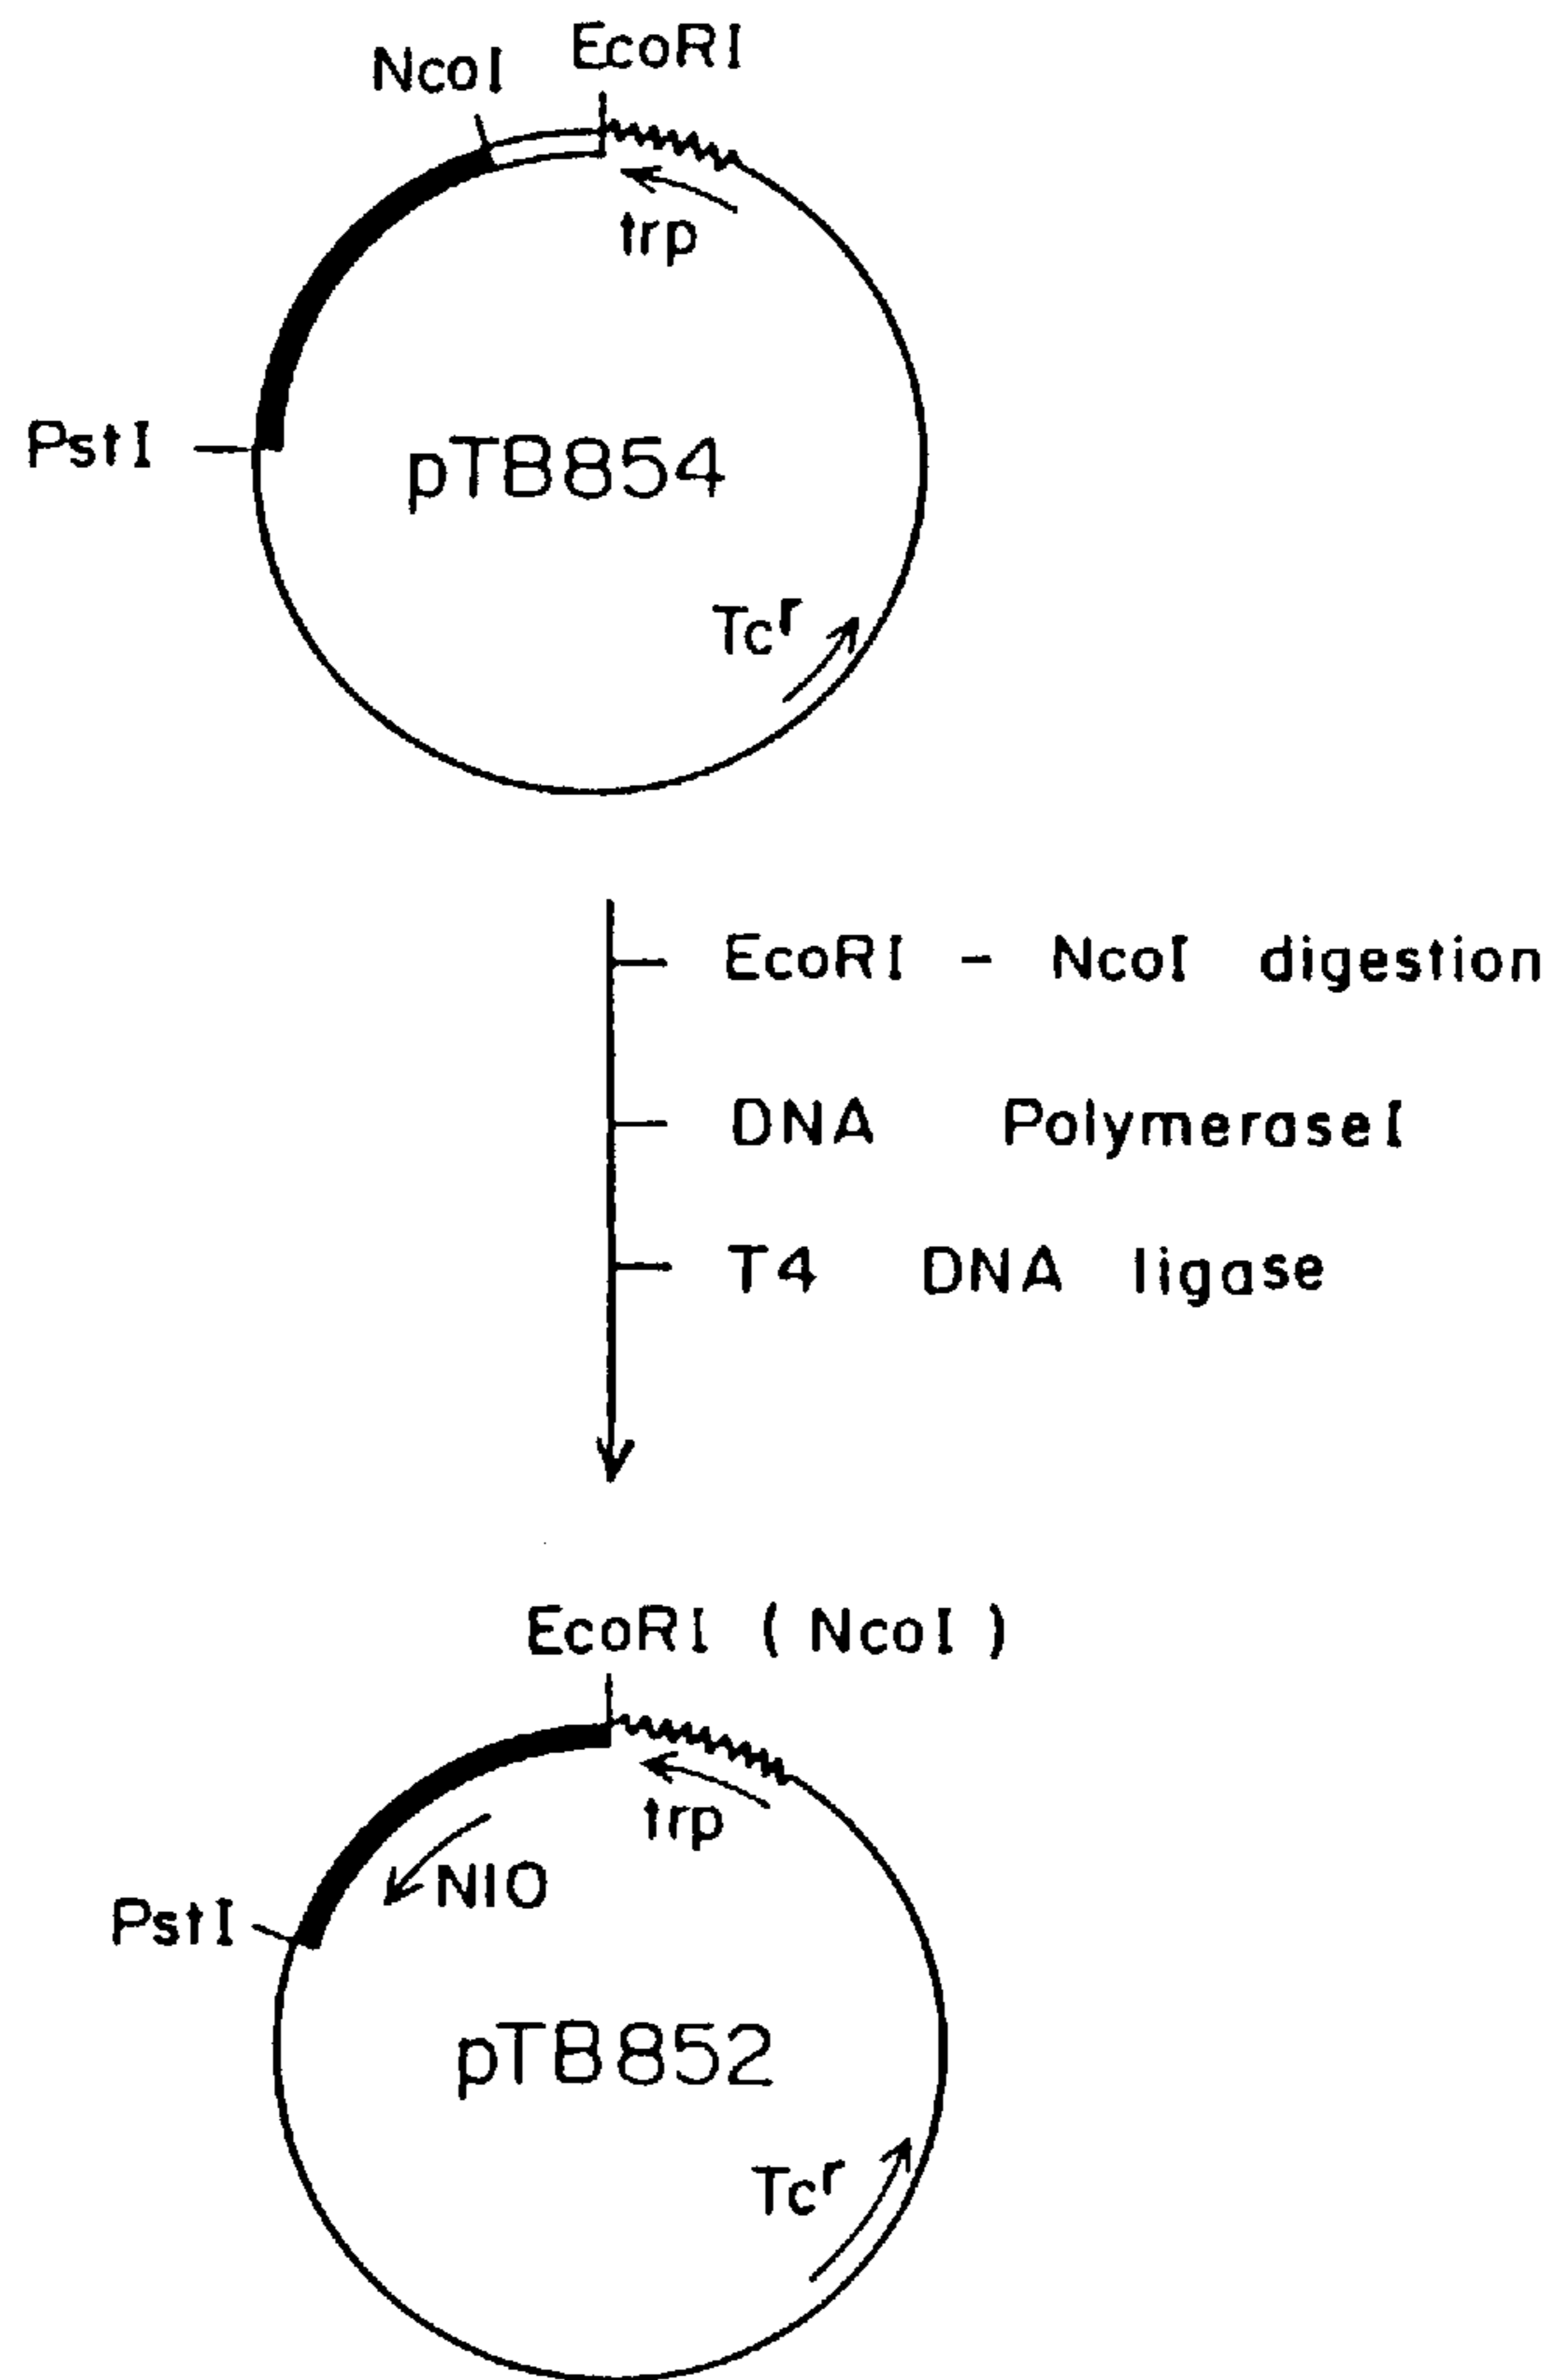 NcoI EcoRI
trp
PstI
pTB854
Tcʳ
EcoRI - NcoI digestion
DNA PolymeraseI
T4 DNA ligase
EcoRI ( NcoI )
trp
N10
PstI
pTB852
Tcʳ